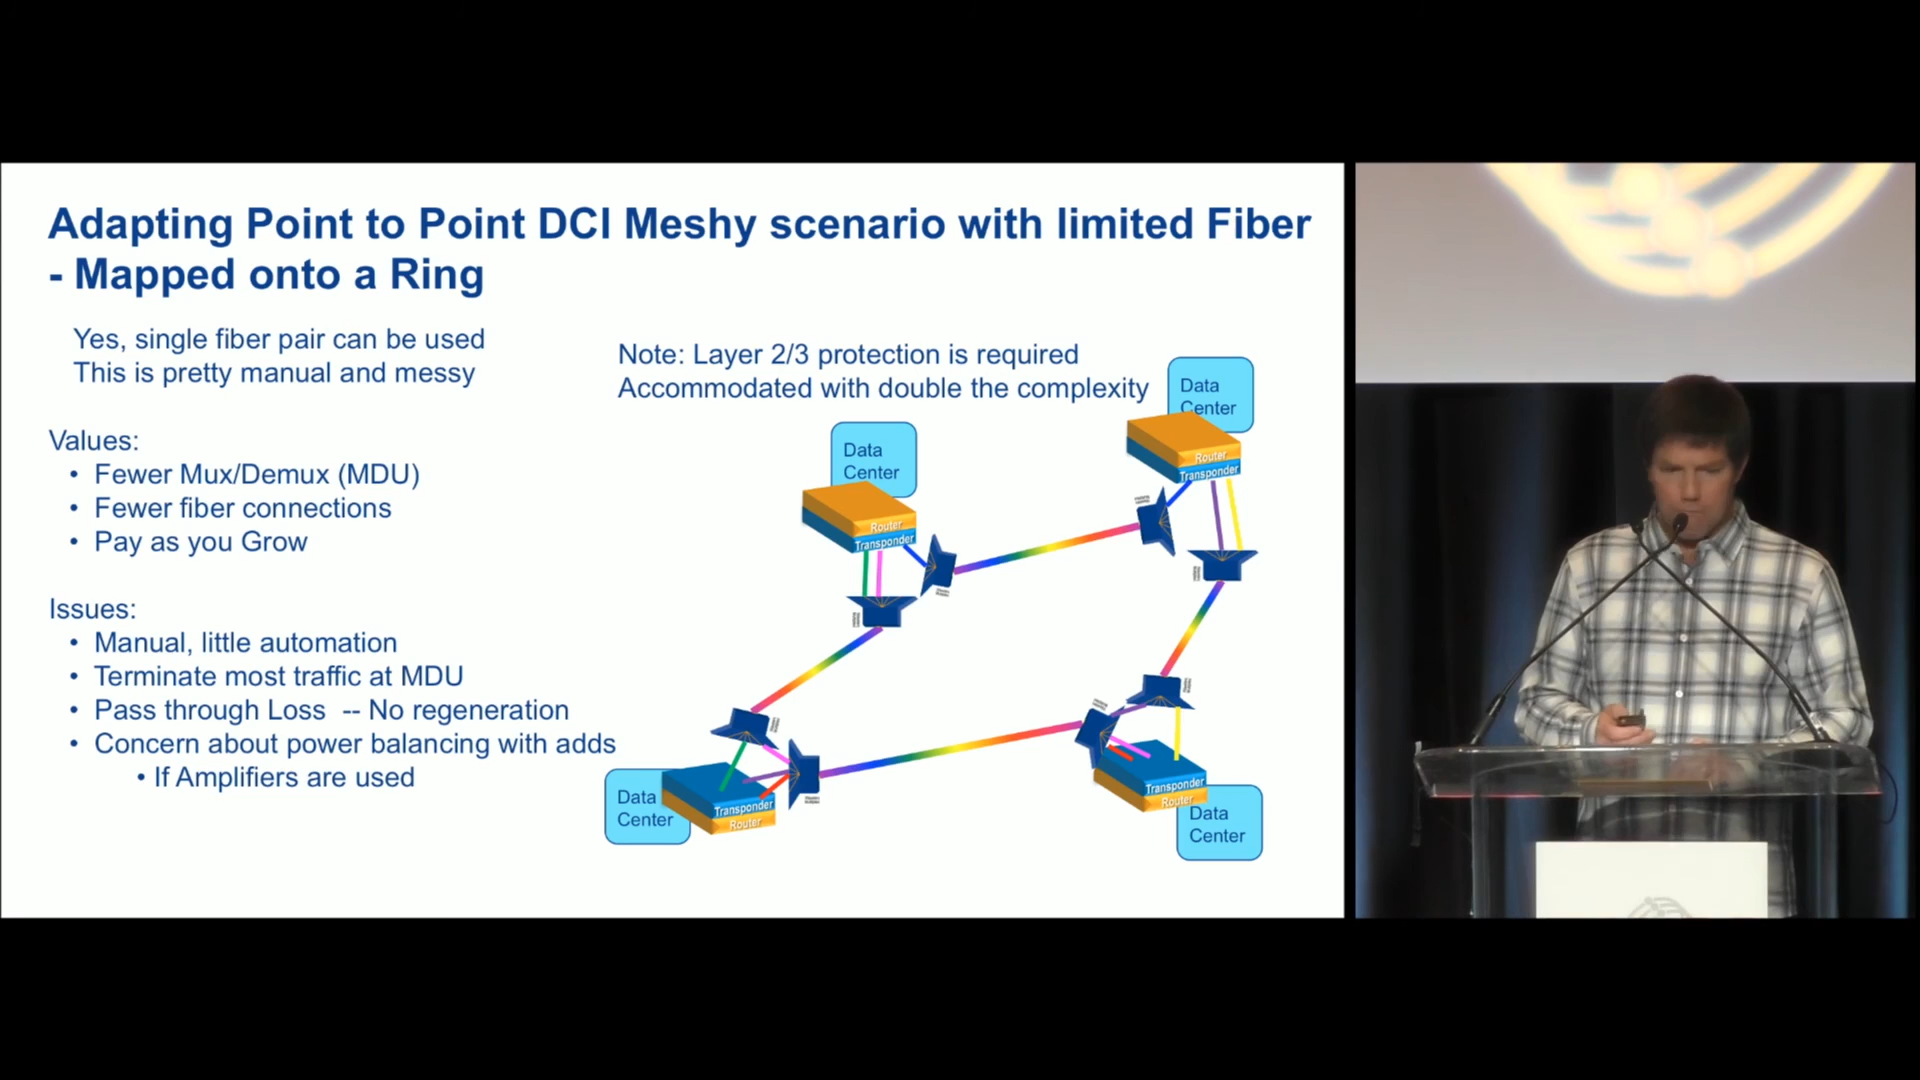 Adapting Point to Point DCI Meshy scenario with limited Fiber
- Mapped onto a Ring
Yes, single fiber pair can be used
This is pretty manual and messy
Note: Layer 2/3 protection is required
Accommodated with double the complexity
Values:
• Fewer Mux/Demux (MDU)
• Fewer fiber connections
• Pay as you Grow
Issues:
• Manual, little automation
• Terminate most traffic at MDU
• Pass through Loss -- No regeneration
• Concern about power balancing with adds
• If Amplifiers are used
Data
Center
Router
Transponder
Data
Center
Router
Transponder
Data
Center
Transponder
Router
Data
Center
Transponder
Router